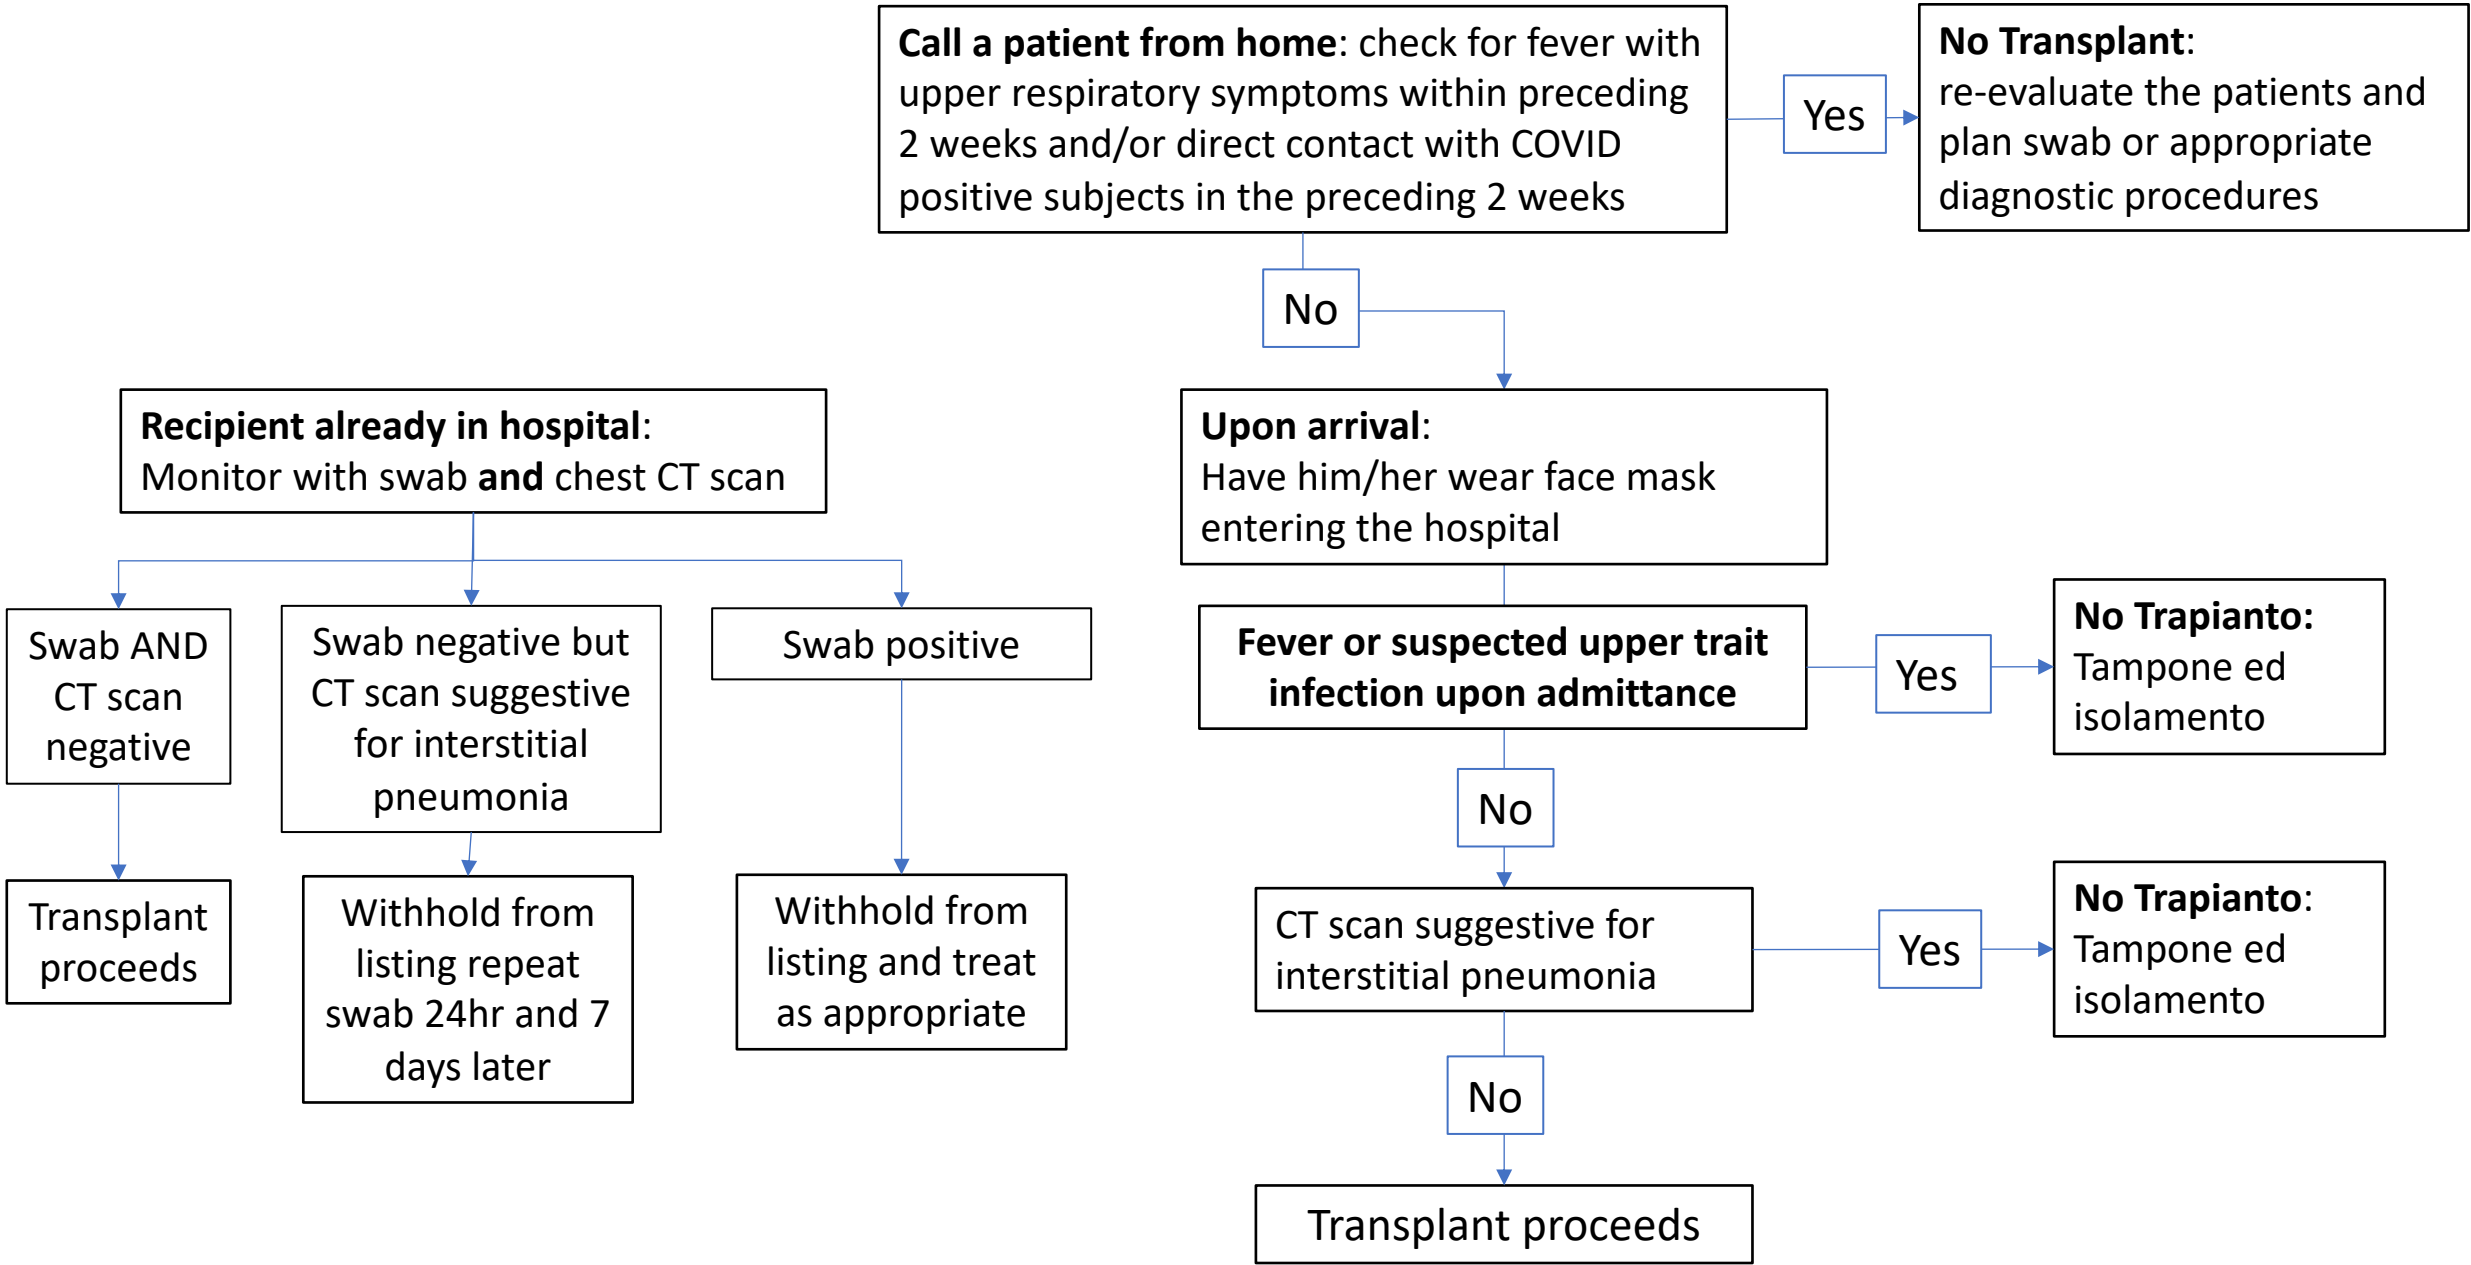 Call a patient from home: check for fever with
upper respiratory symptoms within preceding
2 weeks and/or direct contact with COVID
positive subjects in the preceding 2 weeks
Yes
No Transplant:
re-evaluate the patients and
plan swab or appropriate
diagnostic procedures
No
Recipient already in hospital:
Monitor with swab and chest CT scan
Swab AND
CT scan
negative
Swab negative but
CT scan suggestive
for interstitial
pneumonia
Swab positive
Transplant
proceeds
Withhold from
listing repeat
swab 24hr and 7
days later
Withhold from
listing and treat
as appropriate
Upon arrival:
Have him/her wear face mask
entering the hospital
Fever or suspected upper trait
infection upon admittance
Yes
No Trapianto:
Tampone ed
isolamento
No
CT scan suggestive for
interstitial pneumonia
Yes
No Trapianto:
Tampone ed
isolamento
No
Transplant proceeds